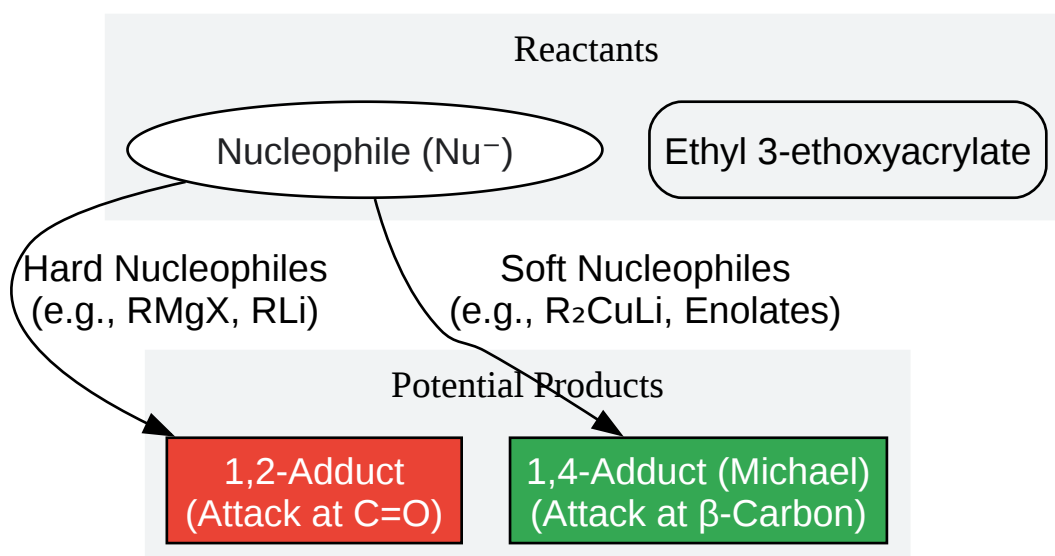 Reactants
Nucleophile (Nu⁻)
Ethyl 3-ethoxyacrylate
Hard Nucleophiles
(e.g., RMgX, RLi)
Soft Nucleophiles
(e.g., R₂CuLi, Enolates)
Potential Products
1,2-Adduct
(Attack at C=O)
1,4-Adduct (Michael)
(Attack at β-Carbon)